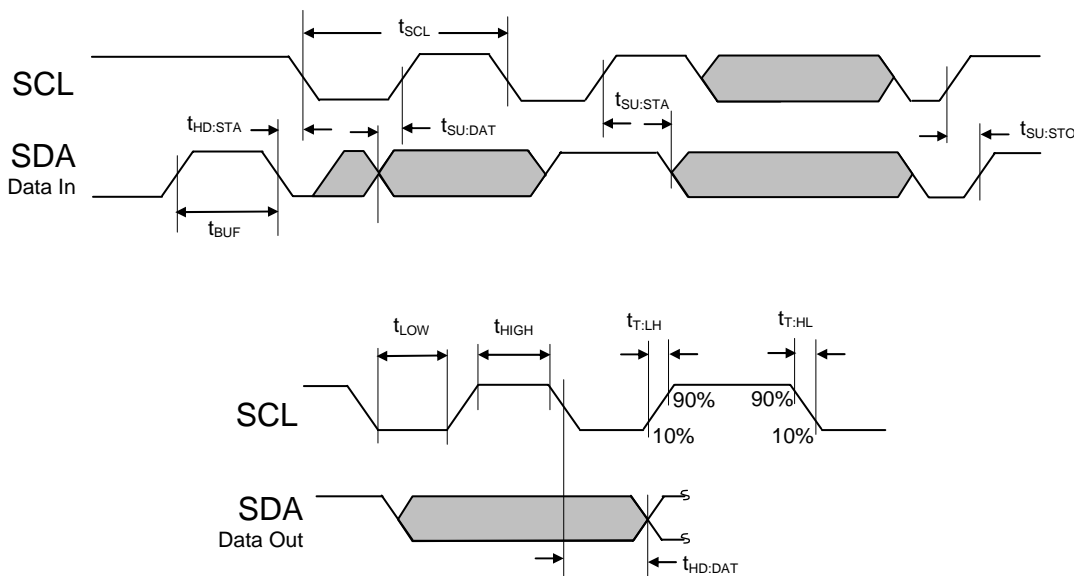 tSCL
SCL
tSU:STA
tHD:STA
tSU:DAT
tSU:STO
SDA
Data In
tBUF
tLOW
tHIGH
tT:LH
tT:HL
SCL
90%
90%
10%
10%
SDA
Data Out
tHD:DAT